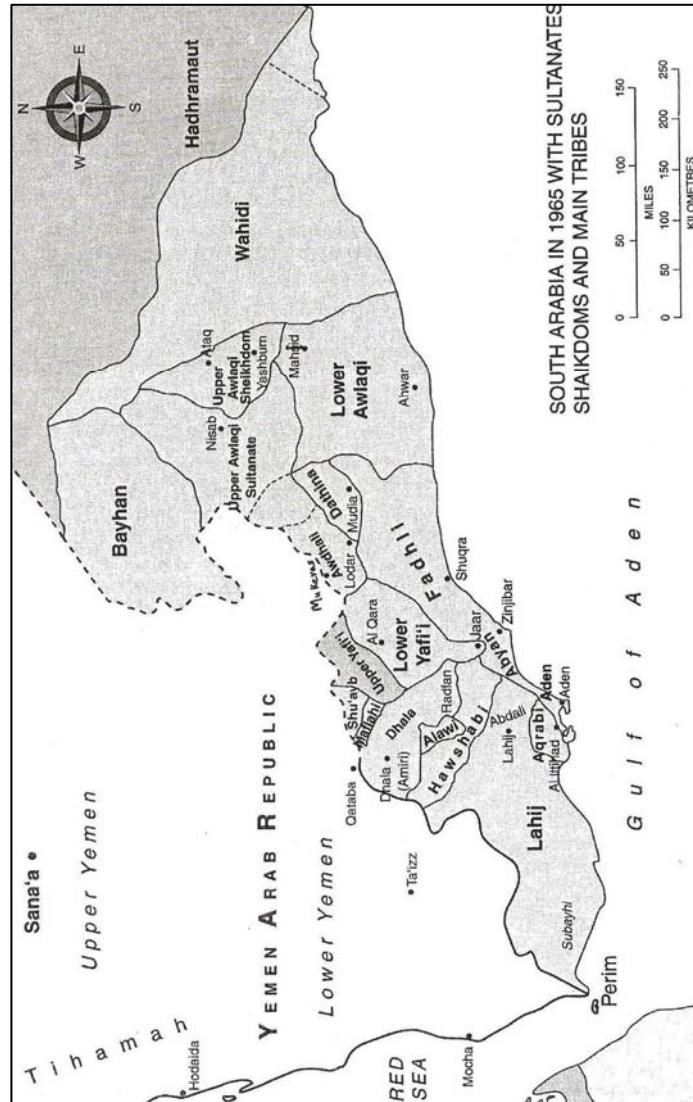 SOUTH ARABIA IN 1965 WITH SULTANATES
SHAIKDOMS AND MAIN TRIBES
0 50 100 150
MILES
0 50 100 150 200 250
KILOMETRES
N
E
S
W
Hadhramaut
Wahidi
Bayhan
Ataq
Upper
Awlaqi
Sheikhdom
Yashbum
Nisab
Upper Awlaqi
Sultanate
Lower
Awlaqi
Ahwar
Dathina
Mudia
Awdhali
Lodar
Mukeras
Fadhli
Shuqra
Al Qara
Lower
Yafi'i
Upper Yafi'i
Jaar
Zinjibar
Abyan
Shu'ayb
Dhale
Radfan
Alawi
Dhala
(Amiri)
Qataba
Hawshabi
Abdali
Lahij
Aqrabi
Aden
Aden
Al Ittihad
Lahij
Subayhi
Perim
Gulf of Aden
YEMEN ARAB REPUBLIC
Sana'a
Upper Yemen
Lower Yemen
Ta'izz
Tihamah
Hodaida
RED
SEA
Mocha